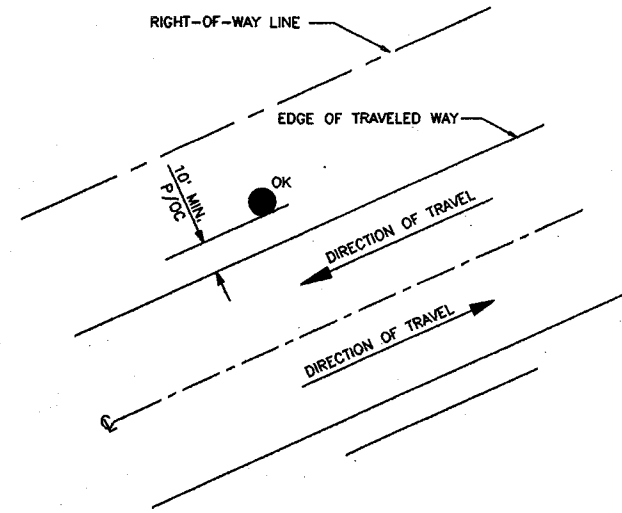 RIGHT-OF-WAY LINE
EDGE OF TRAVELED WAY
10' MIN.
P/OC
OK
DIRECTION OF TRAVEL
DIRECTION OF TRAVEL
℄